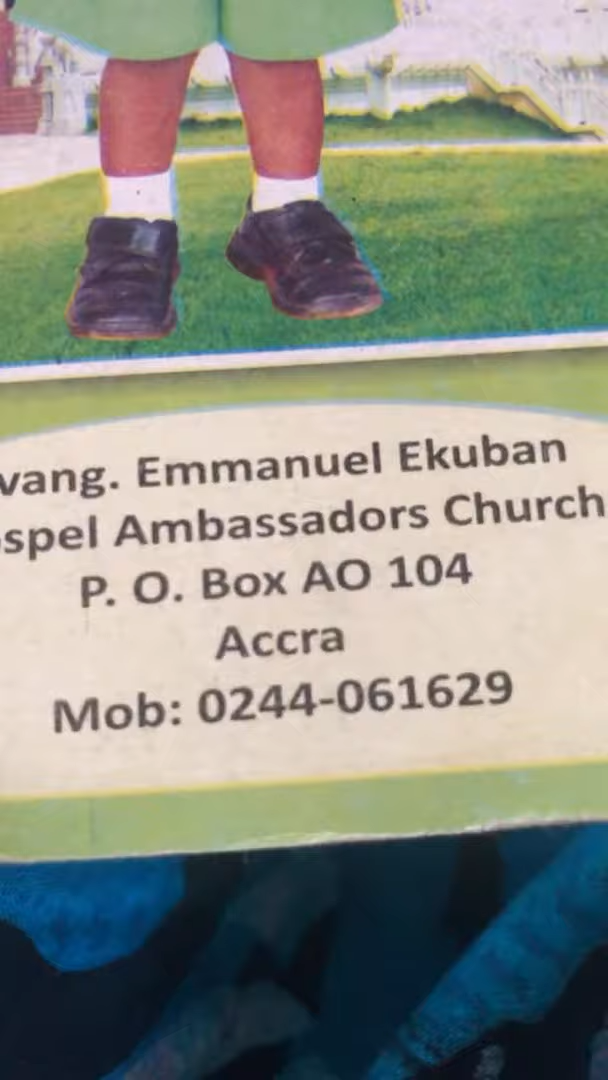 vang. Emmanuel Ekuban
spel Ambassadors Church
P. O. Box AO 104
Accra
Mob: 0244-061629